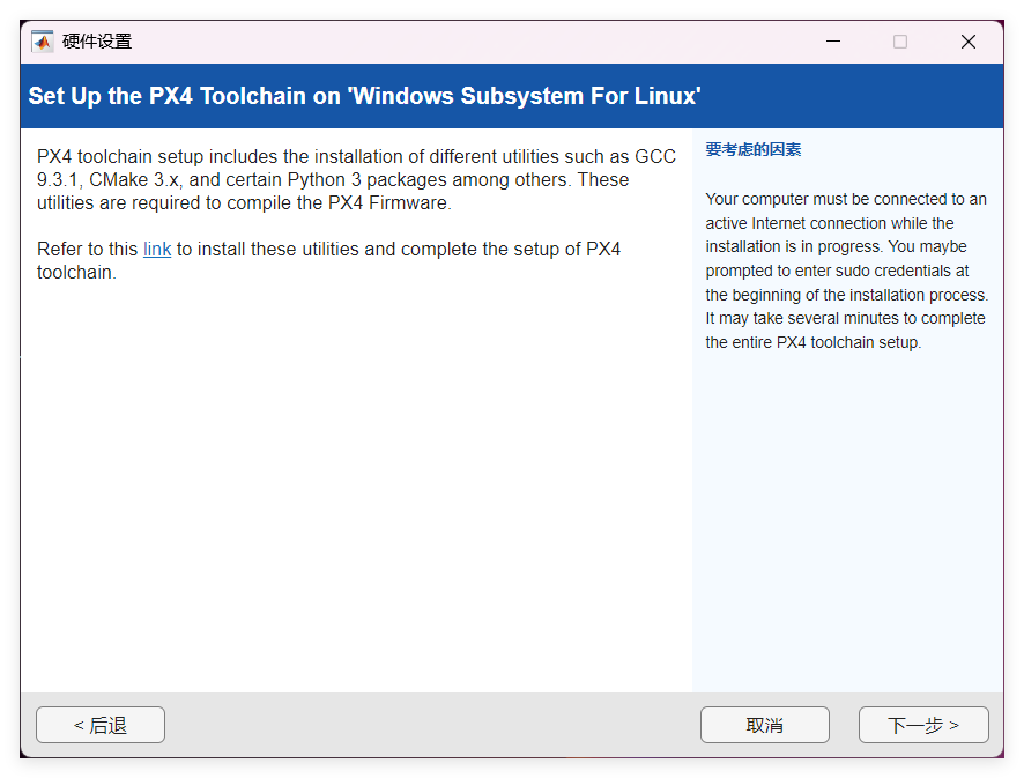 硬件设置
Set Up the PX4 Toolchain on 'Windows Subsystem For Linux'
PX4 toolchain setup includes the installation of different utilities such as GCC
9.3.1, CMake 3.x, and certain Python 3 packages among others. These
utilities are required to compile the PX4 Firmware.
Refer to this link to install these utilities and complete the setup of PX4
toolchain.
要考虑的因素
Your computer must be connected to an
active Internet connection while the
installation is in progress. You maybe
prompted to enter sudo credentials at
the beginning of the installation process.
It may take several minutes to complete
the entire PX4 toolchain setup.
< 后退
取消
下一步 >